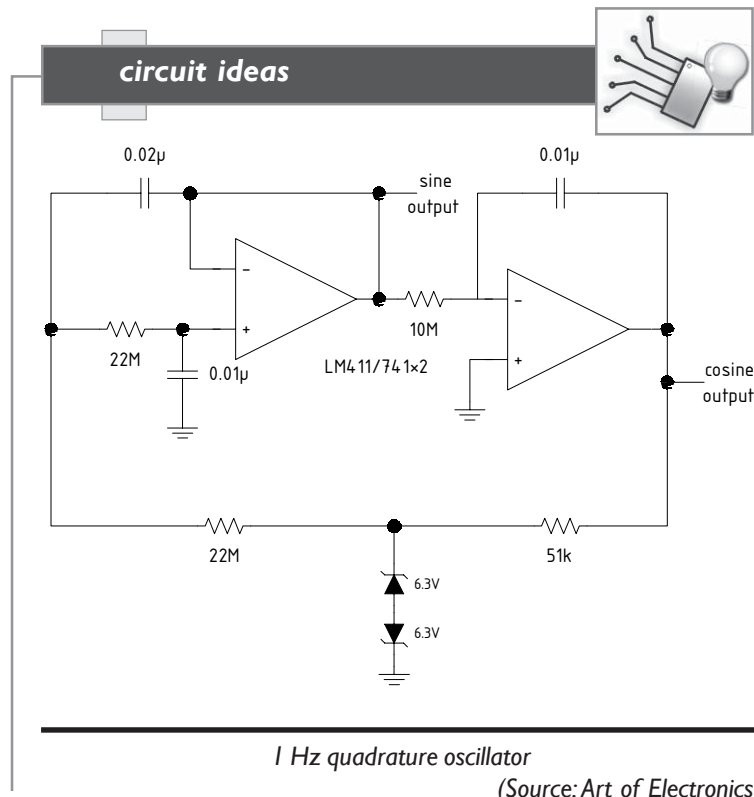 circuit ideas
0.02µ
0.01µ
sine
output
−
+
22M
0.01µ
10M
LM411/741×2
−
+
cosine
output
22M
51k
6.3V
6.3V
1 Hz quadrature oscillator
(Source: Art of Electronics